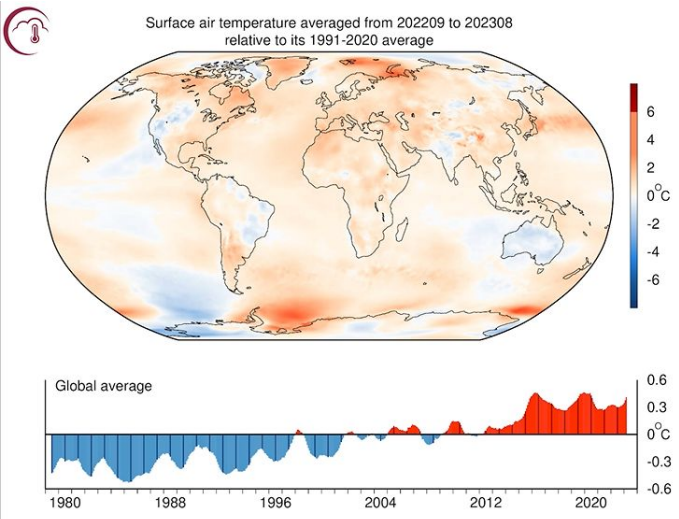 Surface air temperature averaged from 202209 to 202308
relative to its 1991-2020 average
6
4
2
0°C
-2
-4
-6
Global average
0.6
0.3
0°C
-0.3
-0.6
1980 1988 1996 2004 2012 2020